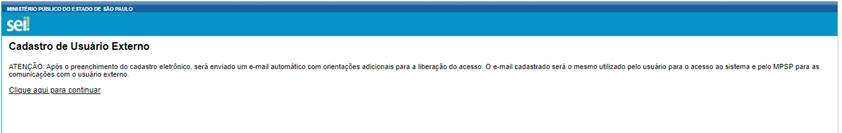 MINISTÉRIO PÚBLICO DO ESTADO DE SÃO PAULO
sei!
Cadastro de Usuário Externo
ATENÇÃO: Após o preenchimento do cadastro eletrônico, será enviado um e-mail automático com orientações adicionais para a liberação do acesso. O e-mail cadastrado será o mesmo utilizado pelo usuário para o acesso ao sistema e pelo MPSP para as
comunicações com o usuário externo.
Clique aqui para continuar